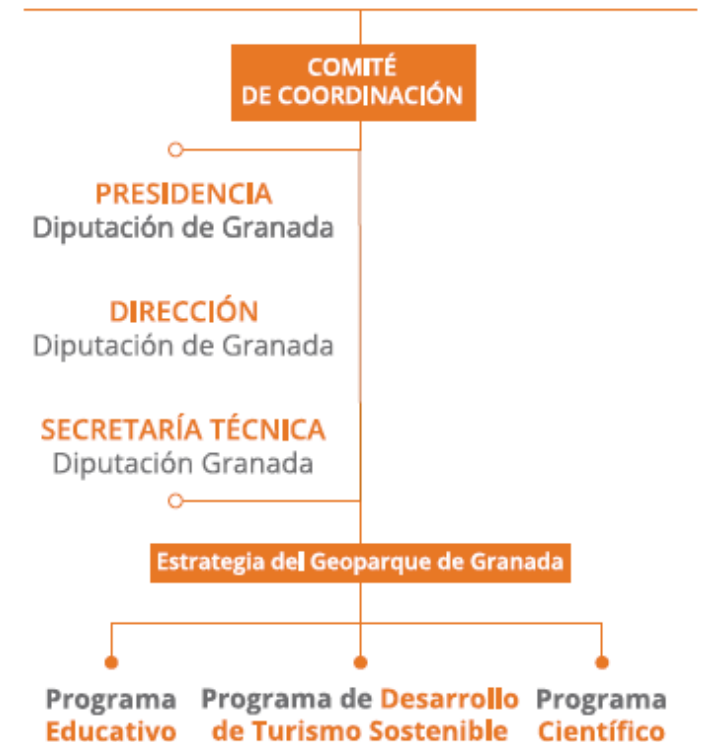 COMITÉ
DE COORDINACIÓN
PRESIDENCIA
Diputación de Granada
DIRECCIÓN
Diputación de Granada
SECRETARÍA TÉCNICA
Diputación Granada
Estrategia del Geoparque de Granada
Programa
Educativo
Programa de Desarrollo
de Turismo Sostenible
Programa
Científico